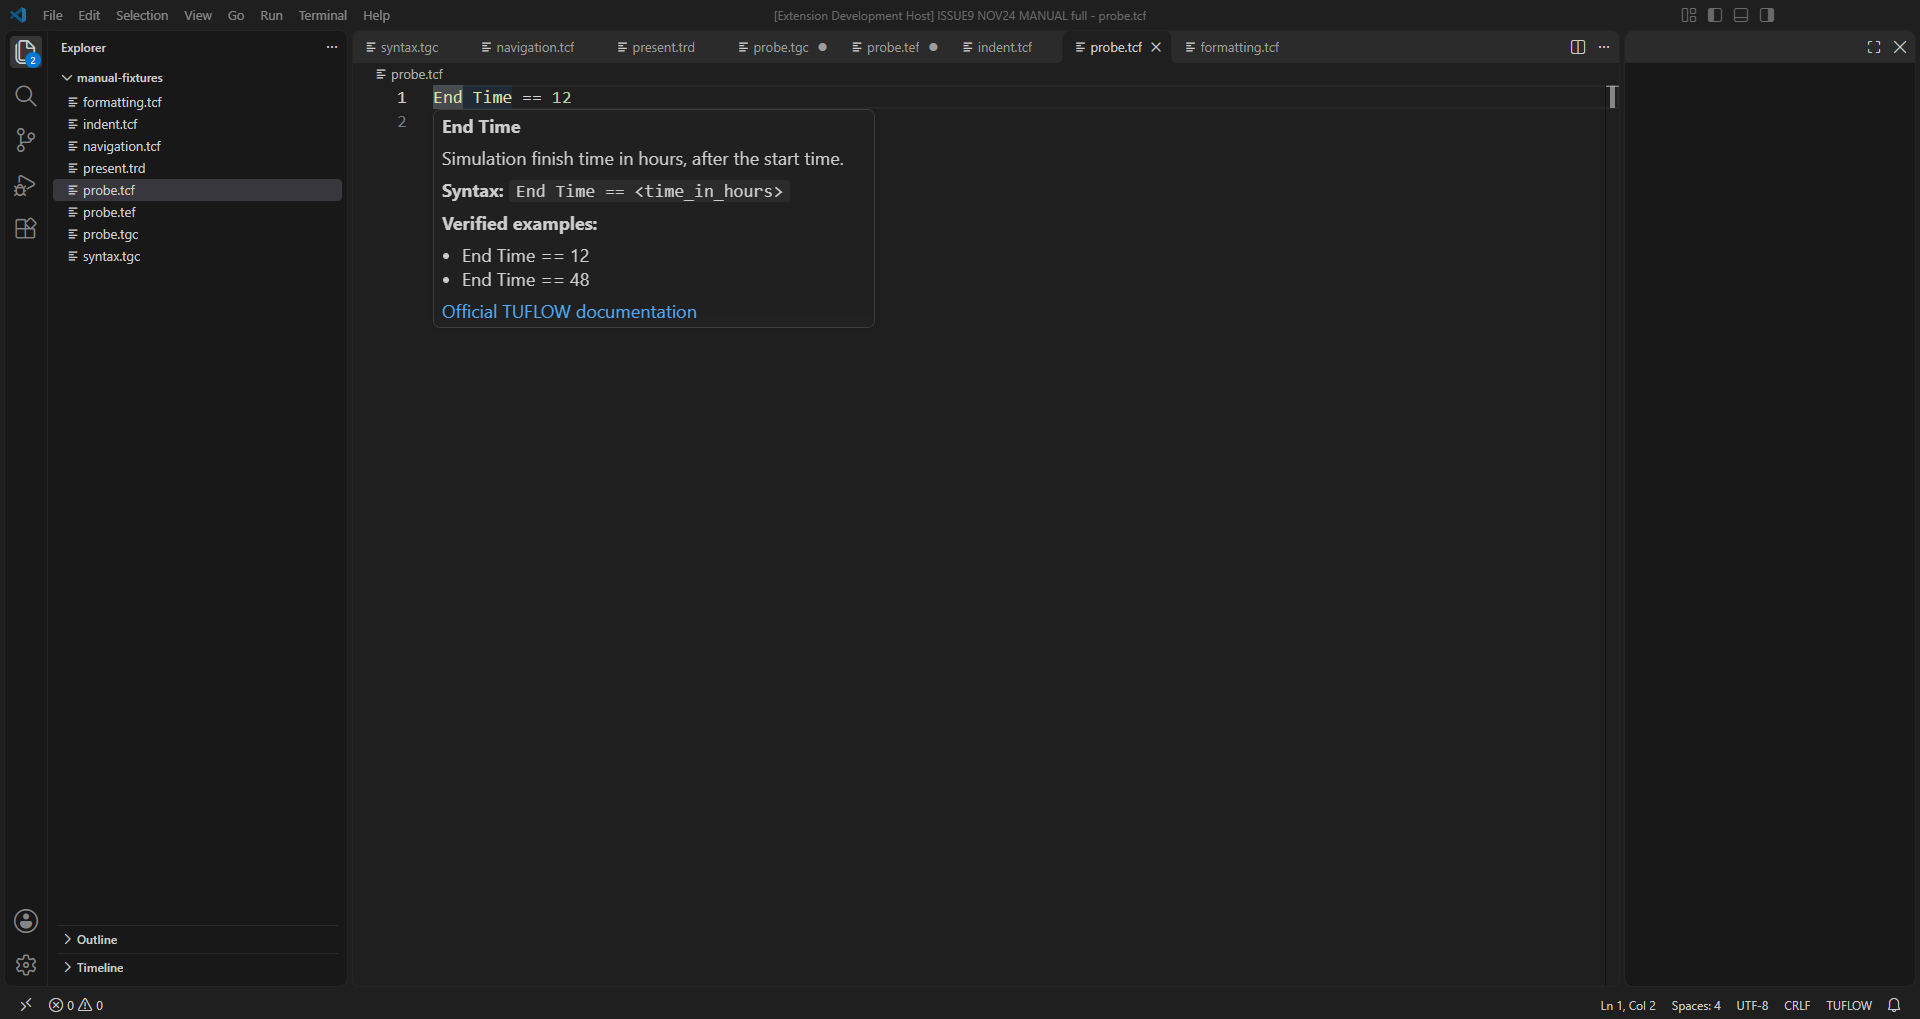 File Edit Selection View Go Run Terminal Help
[Extension Development Host] ISSUE9 NOV24 MANUAL full - probe.tcf
2
Explorer
manual-fixtures
formatting.tcf
indent.tcf
navigation.tcf
present.trd
probe.tcf
probe.tef
probe.tgc
syntax.tgc
Outline
Timeline
syntax.tgc navigation.tcf present.trd probe.tgc probe.tef indent.tcf probe.tcf formatting.tcf
probe.tcf
1 End Time == 12
2
End Time
Simulation finish time in hours, after the start time.
Syntax: End Time == <time_in_hours>
Verified examples:
• End Time == 12
• End Time == 48
Official TUFLOW documentation
0 0
Ln 1, Col 2 Spaces: 4 UTF-8 CRLF TUFLOW